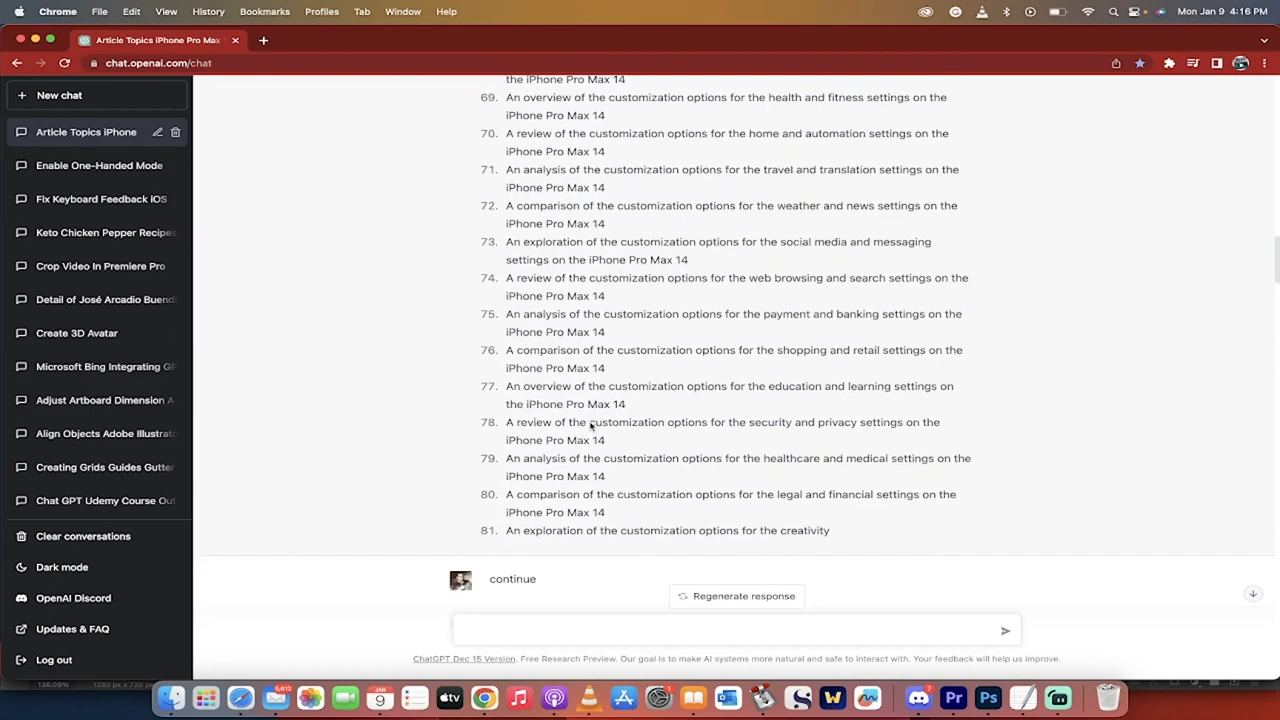 Chrome File Edit View History Bookmarks Profiles Tab Window Help Mon Jan 9 4:16 PM
Article Topics iPhone Pro Max
chat.openai.com/chat
New chat
Article Topics iPhone
Enable One-Handed Mode
Fix Keyboard Feedback iOS
Keto Chicken Pepper Recipes
Crop Video In Premiere Pro
Detail of José Arcadio Buend
Create 3D Avatar
Microsoft Bing Integrating GP
Adjust Artboard Dimension A
Align Objects Adobe Illustrato
Creating Grids Guides Gutter
Chat GPT Udemy Course Out
Clear conversations
Dark mode
OpenAI Discord
Updates & FAQ
Log out
the iPhone Pro Max 14
69. An overview of the customization options for the health and fitness settings on the
iPhone Pro Max 14
70. A review of the customization options for the home and automation settings on the
iPhone Pro Max 14
71. An analysis of the customization options for the travel and translation settings on the
iPhone Pro Max 14
72. A comparison of the customization options for the weather and news settings on the
iPhone Pro Max 14
73. An exploration of the customization options for the social media and messaging
settings on the iPhone Pro Max 14
74. A review of the customization options for the web browsing and search settings on the
iPhone Pro Max 14
75. An analysis of the customization options for the payment and banking settings on the
iPhone Pro Max 14
76. A comparison of the customization options for the shopping and retail settings on the
iPhone Pro Max 14
77. An overview of the customization options for the education and learning settings on
the iPhone Pro Max 14
78. A review of the customization options for the security and privacy settings on the
iPhone Pro Max 14
79. An analysis of the customization options for the healthcare and medical settings on the
iPhone Pro Max 14
80. A comparison of the customization options for the legal and financial settings on the
iPhone Pro Max 14
81. An exploration of the customization options for the creativity
continue
Regenerate response
ChatGPT Dec 15 Version. Free Research Preview. Our goal is to make AI systems more natural and safe to interact with. Your feedback will help us improve.